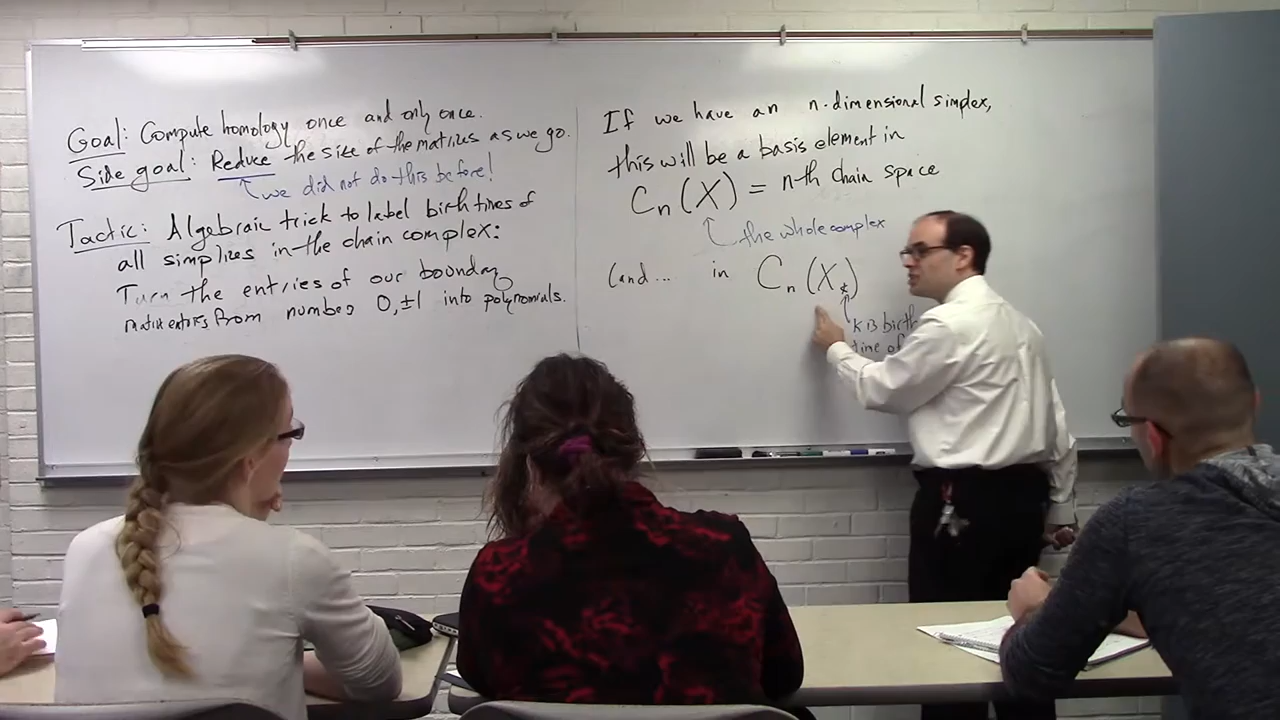 Goal: Compute homology once and only once.
Side goal: Reduce the size of the matrices as we go.
we did not do this before!
Tactic: Algebraic trick to label birth times of
all simplices in the chain complex:
Turn the entries of our boundary
matrix entries from numbers 0, ±1 into polynomials.
If we have an n-dimensional simplex,
this will be a basis element in
Cₙ(X) = n-th chain space
the whole complex
(and... in Cₙ(X
K is birth
time of